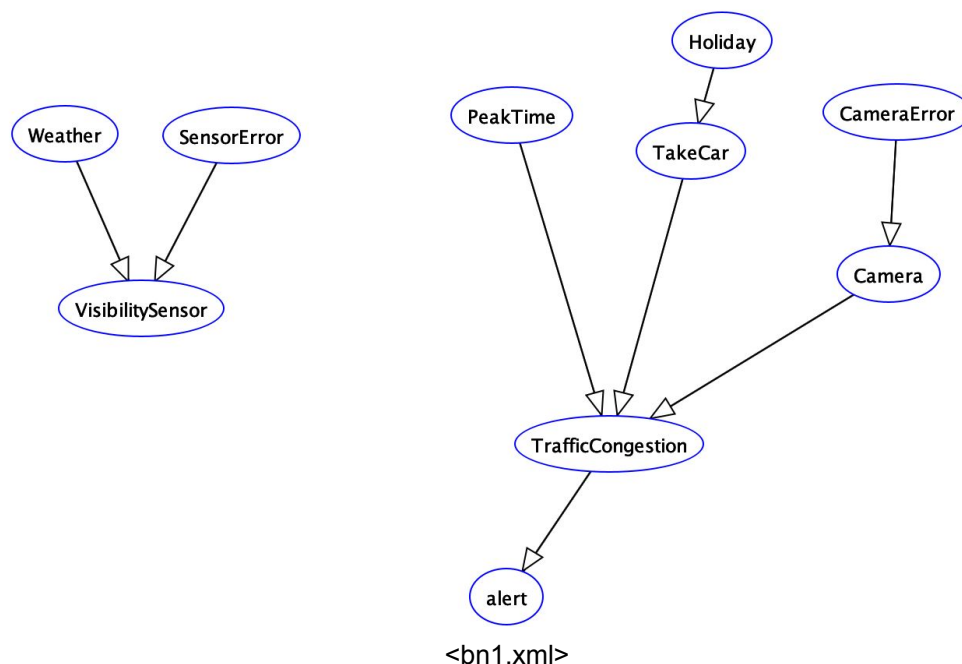 Holiday
PeakTime
CameraError
Weather
SensorError
TakeCar
Camera
VisibilitySensor
TrafficCongestion
alert
<bn1.xml>